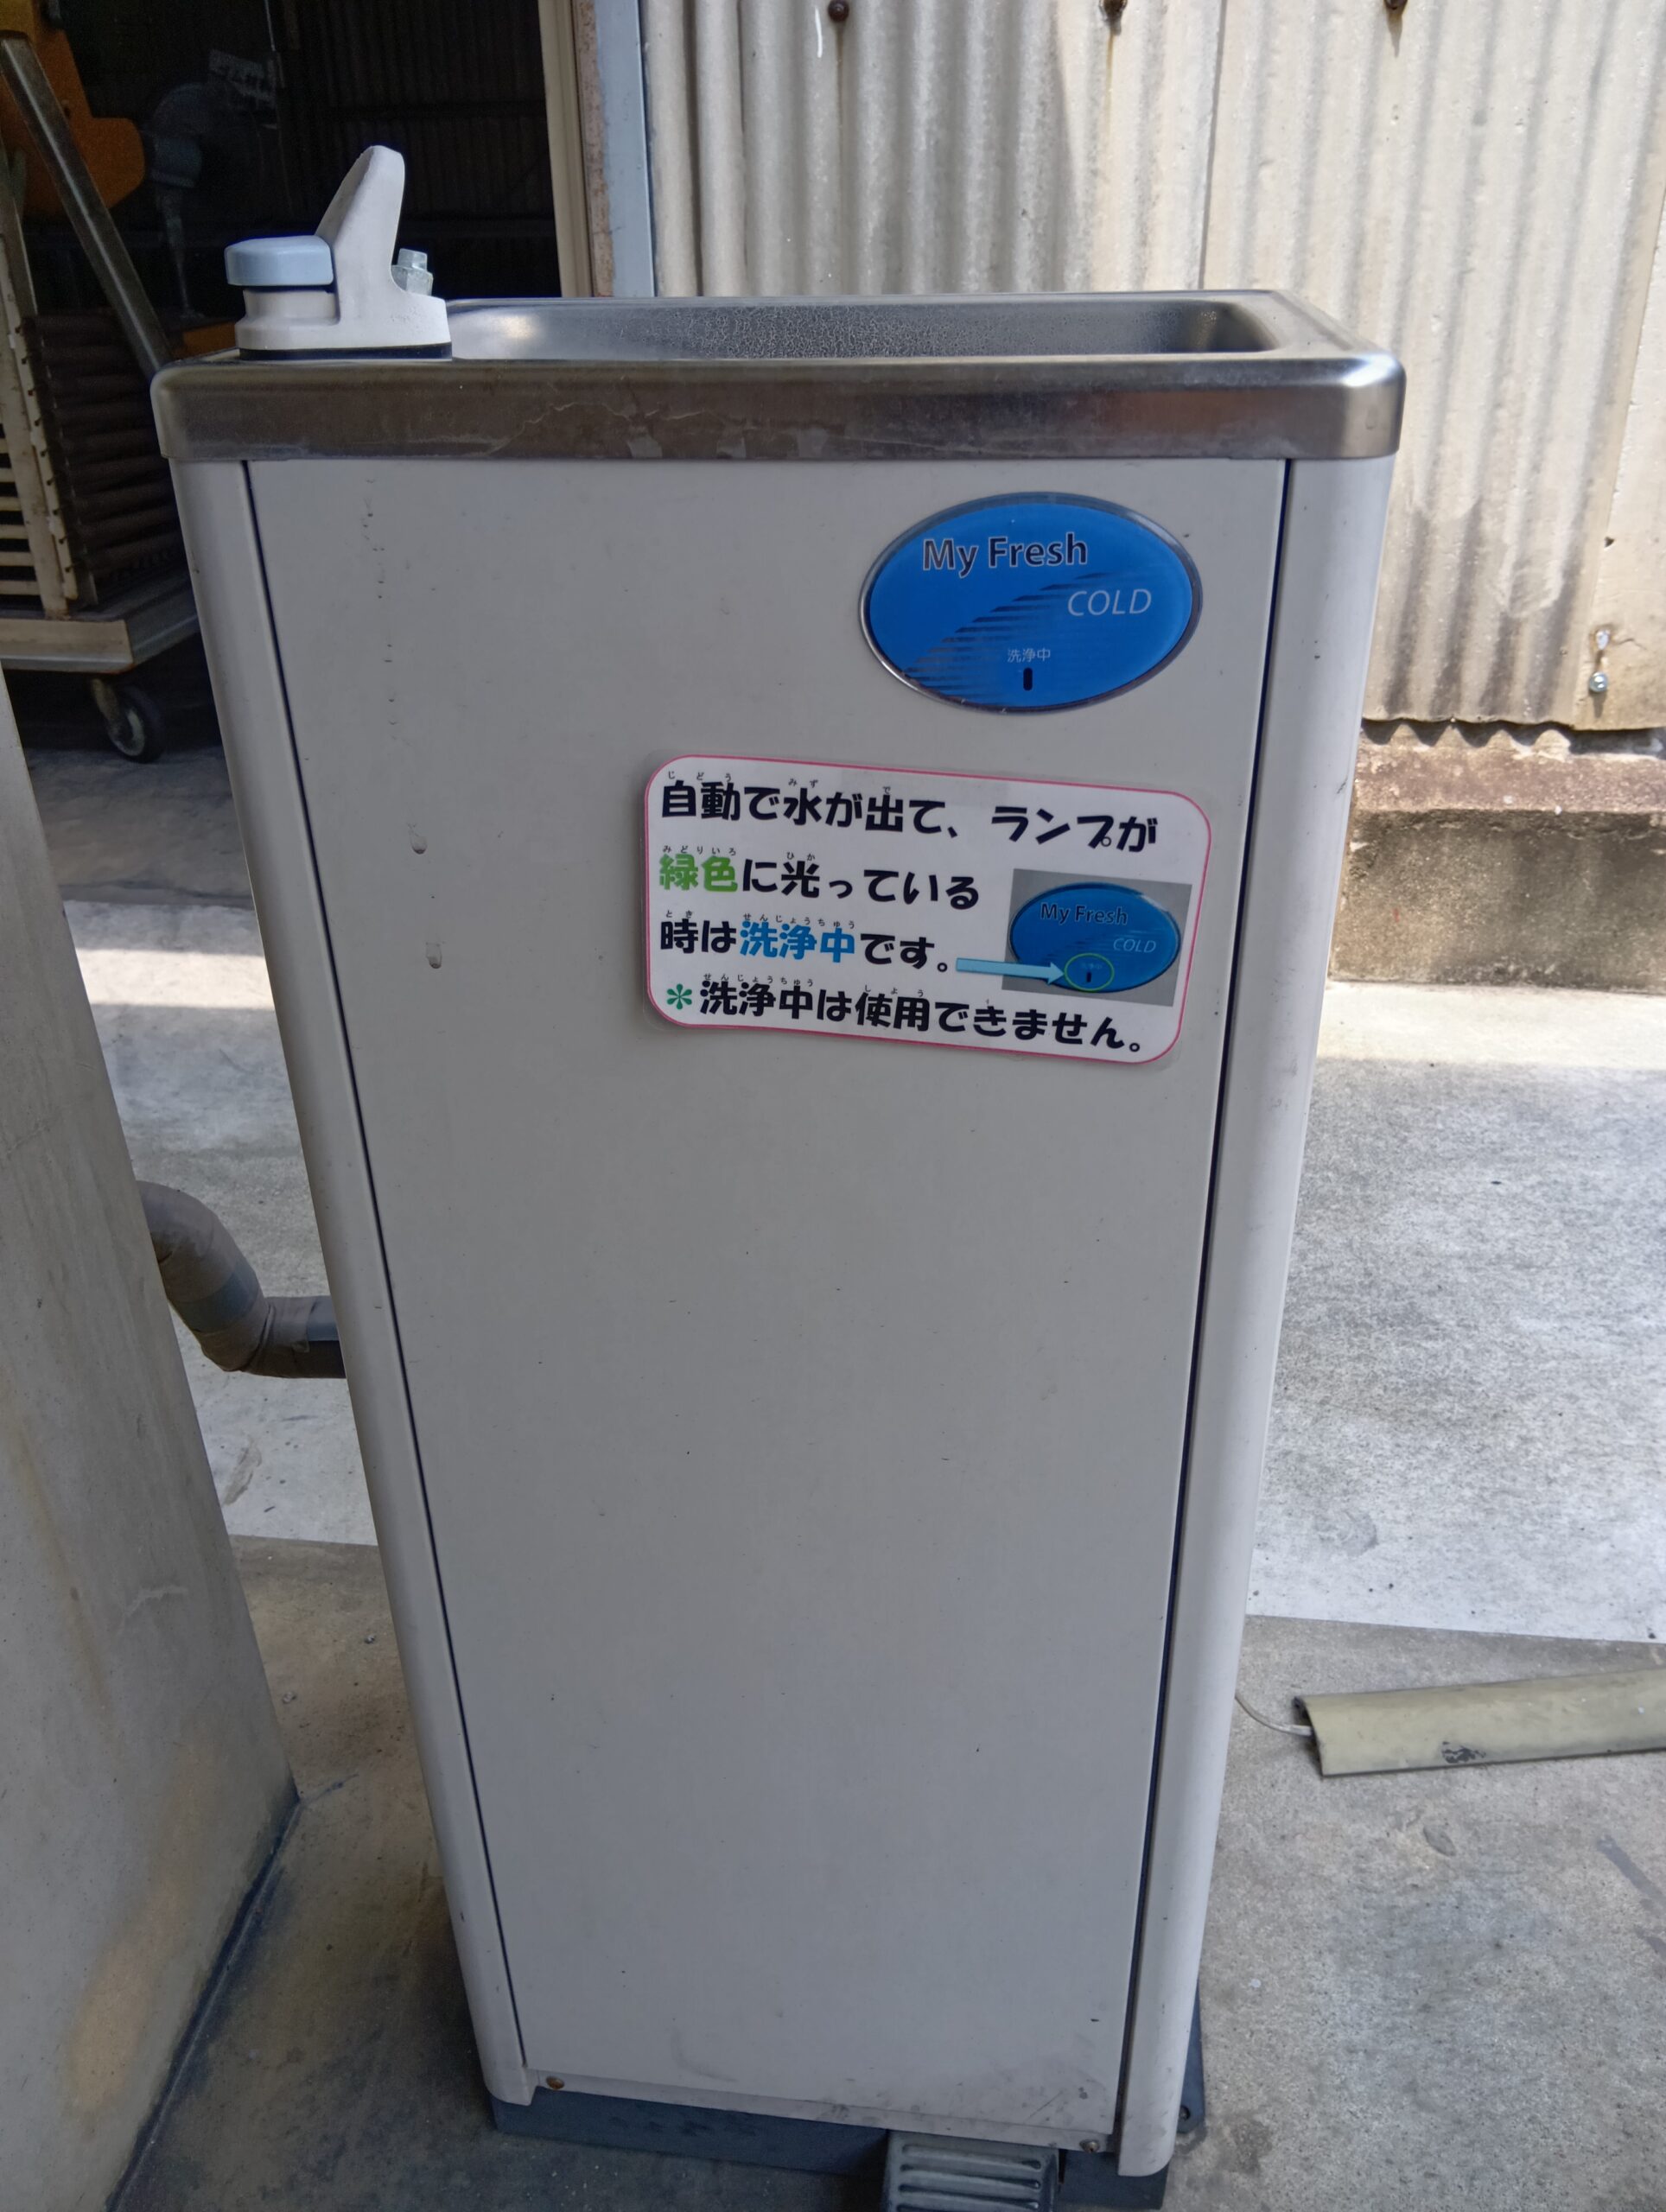 My Fresh
COLD
洗浄中
自動で水が出て、ランプが
緑色に光っている
時は洗浄中です。
＊洗浄中は使用できません。
My Fresh
COLD